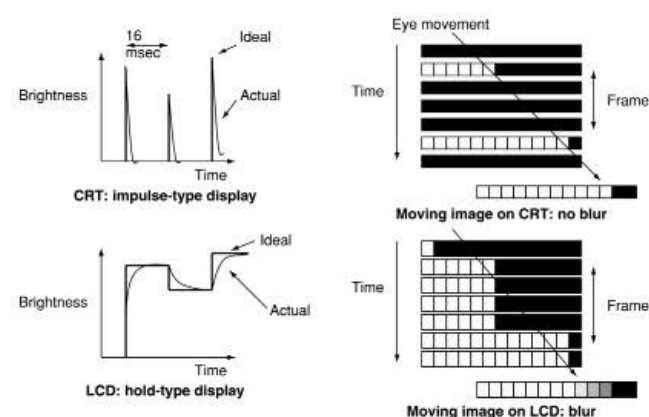 16
msec
Ideal
Brightness
Actual
Time
CRT: impulse-type display
Eye movement
Time
Frame
Moving image on CRT: no blur
Ideal
Brightness
Actual
Time
LCD: hold-type display
Time
Frame
Moving image on LCD: blur